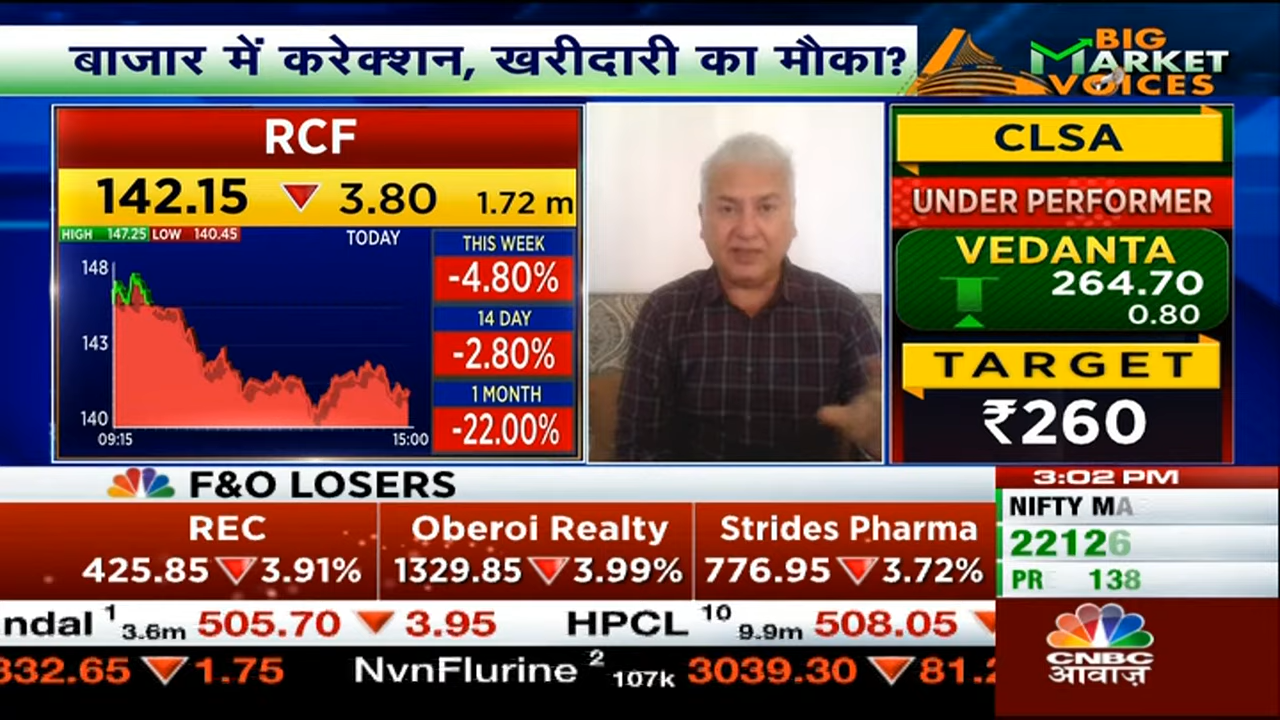 बाजार में करेक्शन, खरीदारी का मौका?
BIG
MARKET
VOICES
RCF
142.15 3.80 1.72 m
HIGH 147.25 LOW 140.45
TODAY
148
143
140
09:15 15:00
THIS WEEK
-4.80%
14 DAY
-2.80%
1 MONTH
-22.00%
CLSA
UNDER PERFORMER
VEDANTA
264.70
0.80
TARGET
₹260
F&O LOSERS
REC
425.85 3.91%
Oberoi Realty
1329.85 3.99%
Strides Pharma
776.95 3.72%
3:02 PM
NIFTY MA
22126
PR 138
ndal 1 3.6m 505.70 3.95 HPCL 10 9.9m 508.05
332.65 1.75 NvnFlurine 2 107k 3039.30 81.2
CNBC
आवाज़